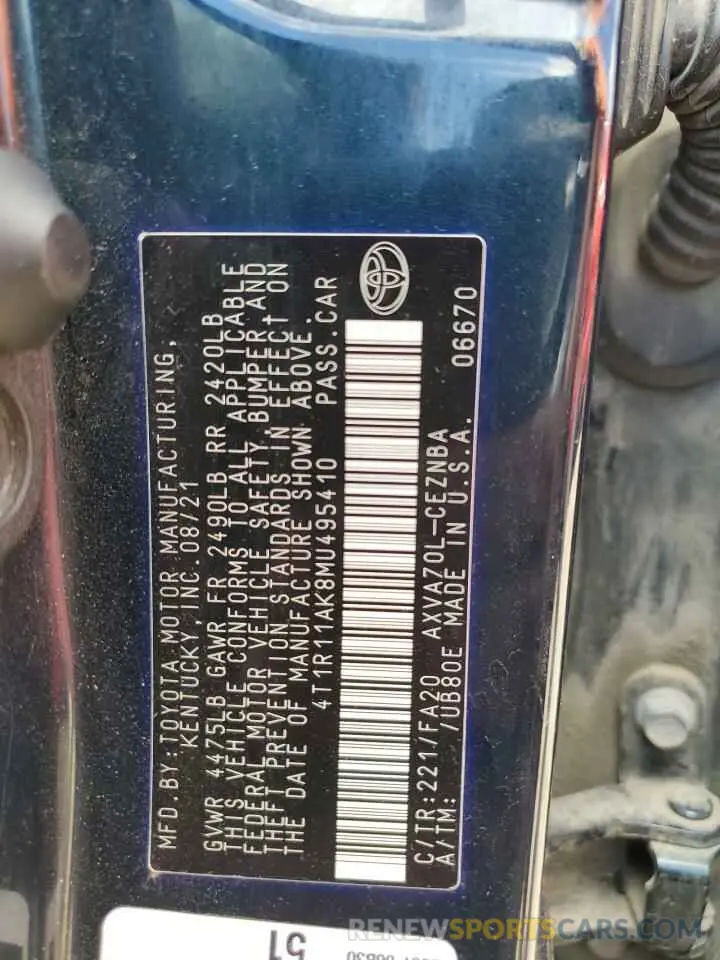 MFD. BY: TOYOTA MOTOR MANUFACTURING,
KENTUCKY, INC. 08/21
GVWR 4475LB GAWR FR 2490LB RR 2420LB
THIS VEHICLE CONFORMS TO ALL APPLICABLE
FEDERAL MOTOR VEHICLE SAFETY, BUMPER AND
THEFT PREVENTION STANDARDS IN EFFECT ON
THE DATE OF MANUFACTURE SHOWN ABOVE.
4T1R11AK8MU495410 PASS. CAR
C/TR: 221/FA20 AXVA70L-CEZNBA 06670
A/TM: /UB80E MADE IN U.S.A.
51
RENEWSPORTSCARS.COM